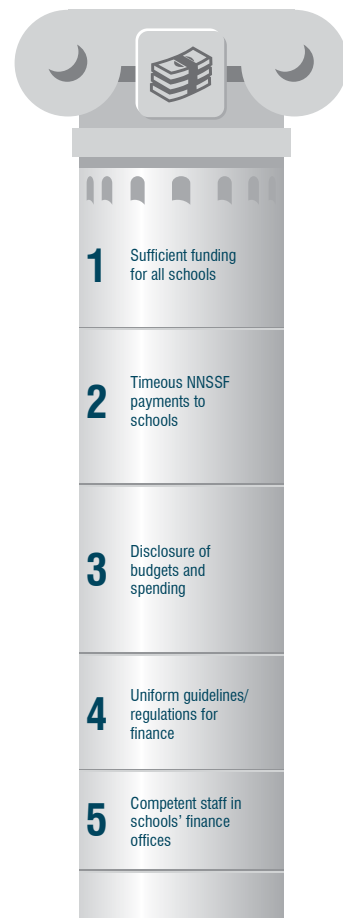 1
Sufficient funding
for all schools
2
Timeous NNSSF
payments to
schools
3
Disclosure of
budgets and
spending
4
Uniform guidelines/
regulations for
finance
5
Competent staff in
schools’ finance
offices